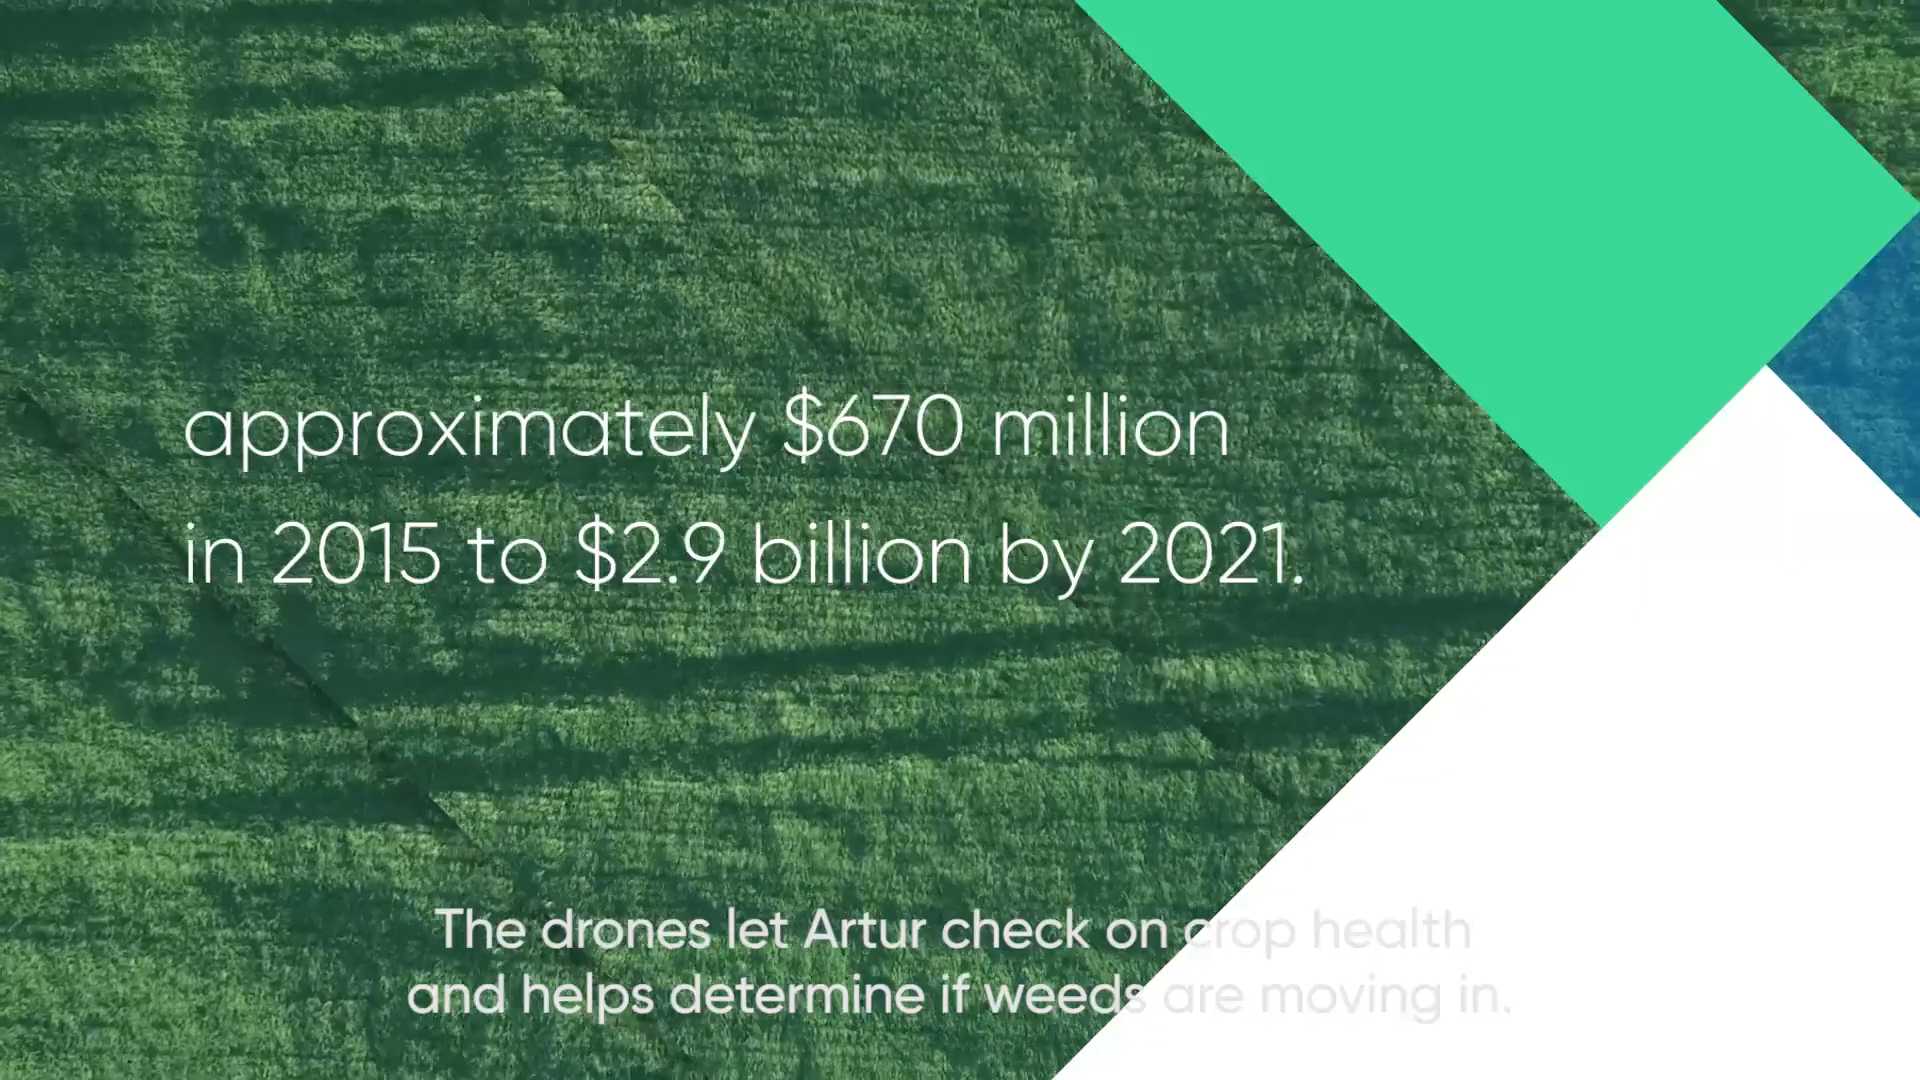 approximately $670 million
in 2015 to $2.9 billion by 2021.
The drones let Artur check on crop health
and helps determine if weeds are moving in.